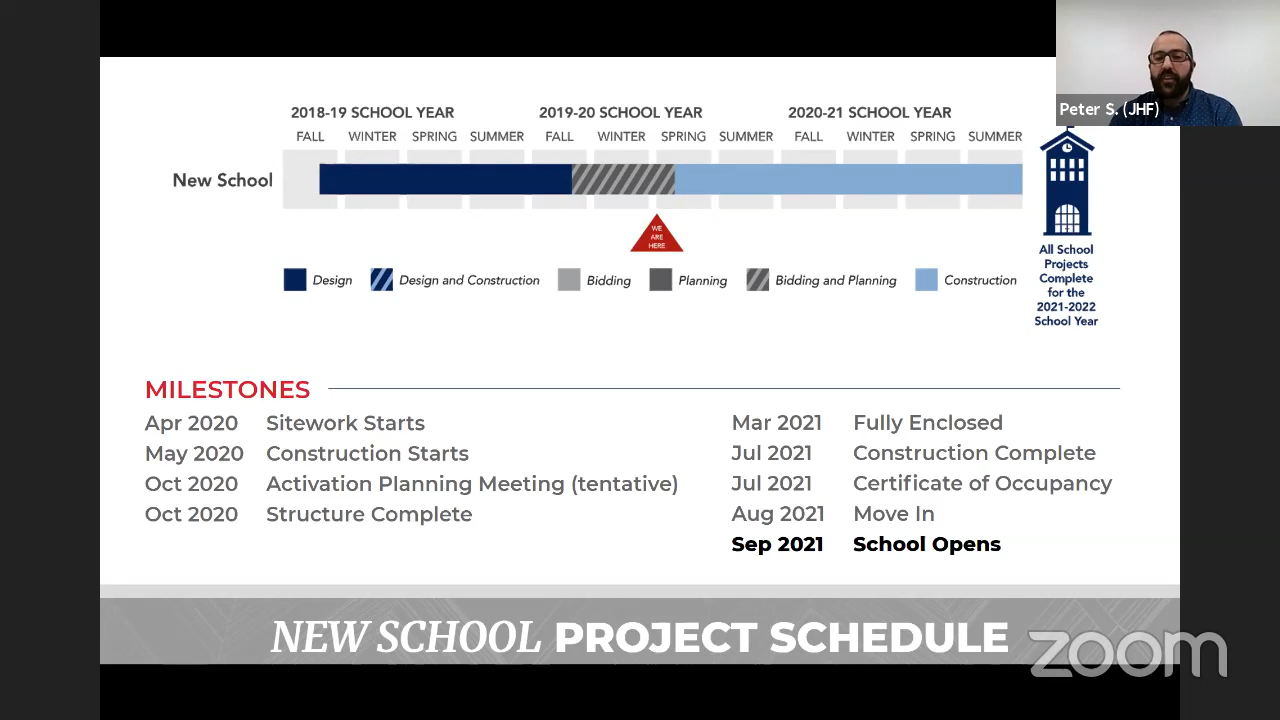 2018-19 SCHOOL YEAR 2019-20 SCHOOL YEAR 2020-21 SCHOOL YEAR
FALL WINTER SPRING SUMMER FALL WINTER SPRING SUMMER FALL WINTER SPRING SUMMER
Peter S. (JHF)
New School
WE
ARE
HERE
Design Design and Construction Bidding Planning Bidding and Planning Construction
All School
Projects
Complete
for the
2021-2022
School Year
MILESTONES
Apr 2020 Sitework Starts
May 2020 Construction Starts
Oct 2020 Activation Planning Meeting (tentative)
Oct 2020 Structure Complete
Mar 2021 Fully Enclosed
Jul 2021 Construction Complete
Jul 2021 Certificate of Occupancy
Aug 2021 Move In
Sep 2021 School Opens
NEW SCHOOL PROJECT SCHEDULE
zoom